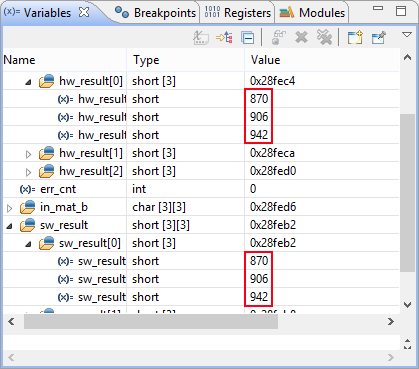 (x)= Variables Breakpoints 1010 0101 Registers Modules
Name Type Value
hw_result[0] short [3] 0x28fec4
(x)= hw_result short 870
(x)= hw_result short 906
(x)= hw_result short 942
hw_result[1] short [3] 0x28feca
hw_result[2] short [3] 0x28fed0
(x)= err_cnt int 0
in_mat_b char [3][3] 0x28fed6
sw_result short [3][3] 0x28feb2
sw_result[0] short [3] 0x28feb2
(x)= sw_result short 870
(x)= sw_result short 906
(x)= sw_result short 942